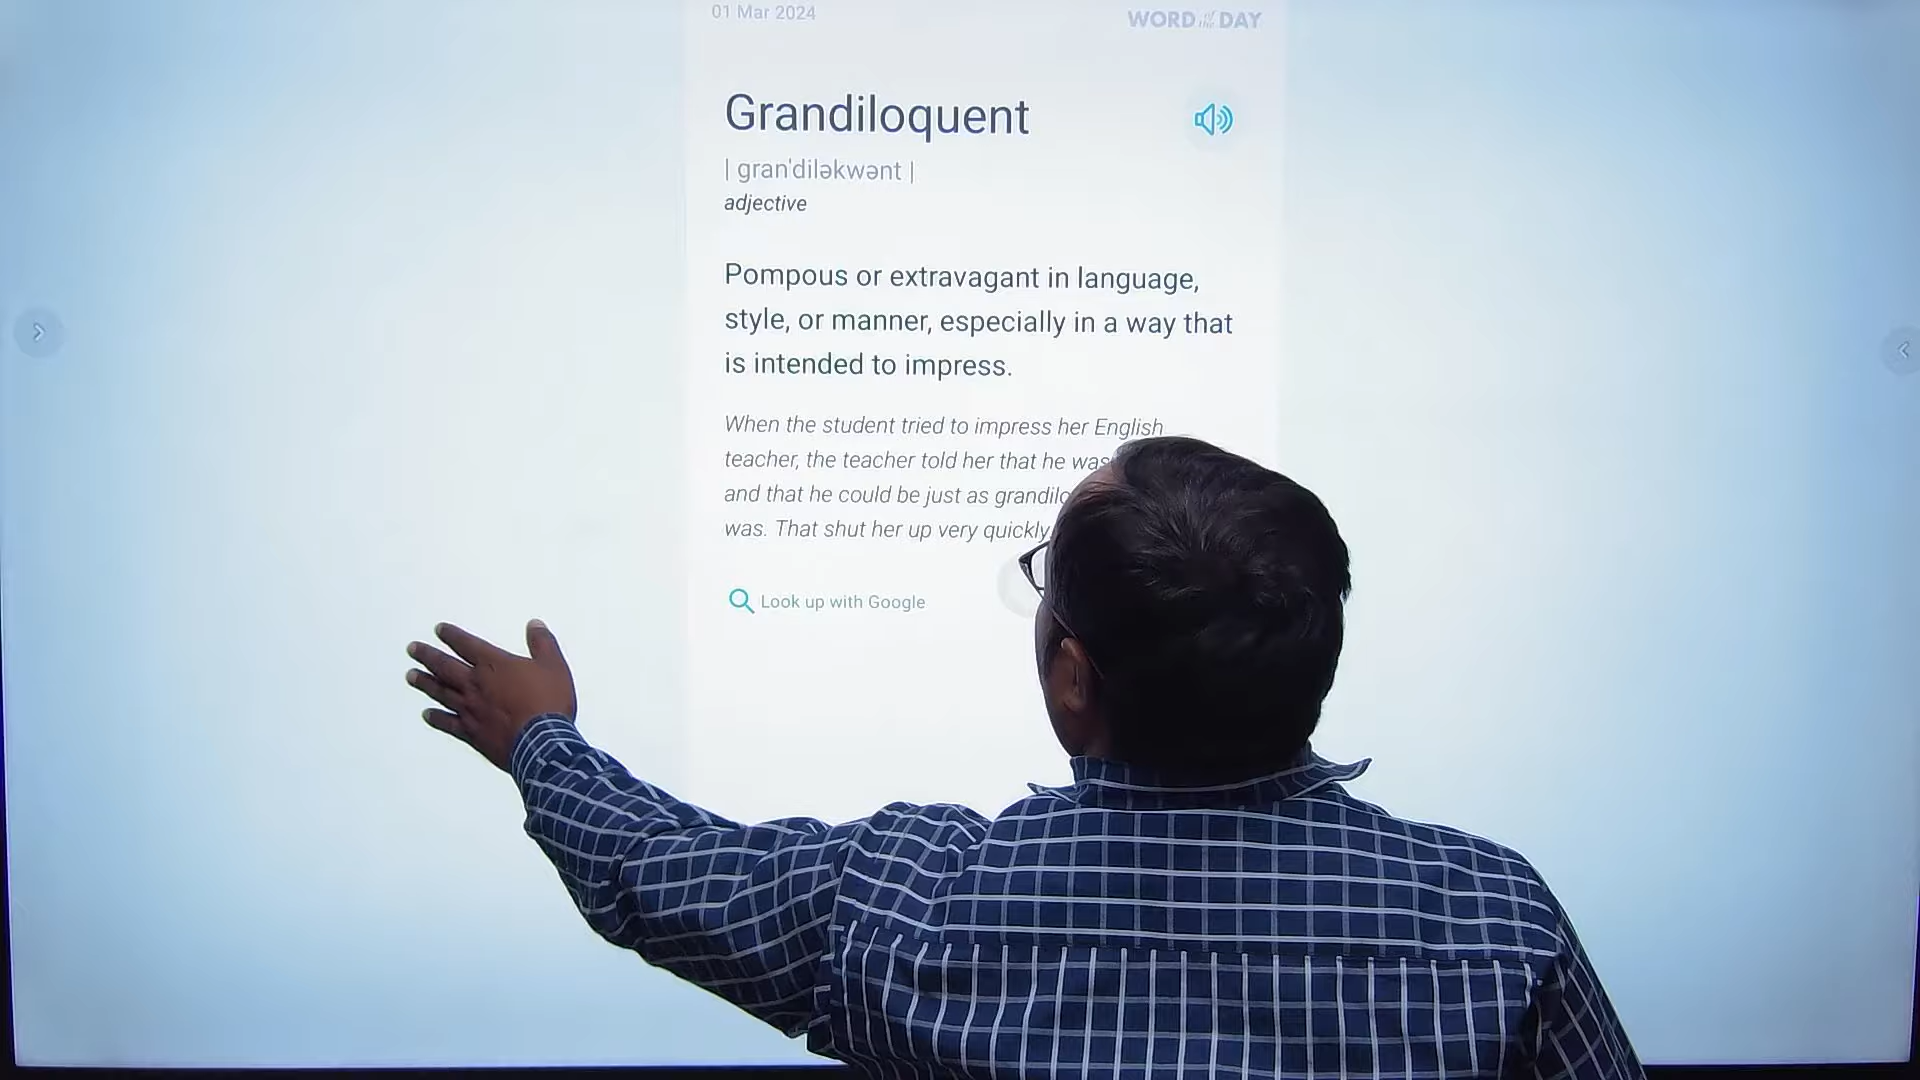 01 Mar 2024
WORD of the DAY
Grandiloquent
| ɡranˈdiləkwənt |
adjective
Pompous or extravagant in language,
style, or manner, especially in a way that
is intended to impress.
When the student tried to impress her English
teacher, the teacher told her that he was
and that he could be just as
was. That shut her up very quickly
Look up with Google